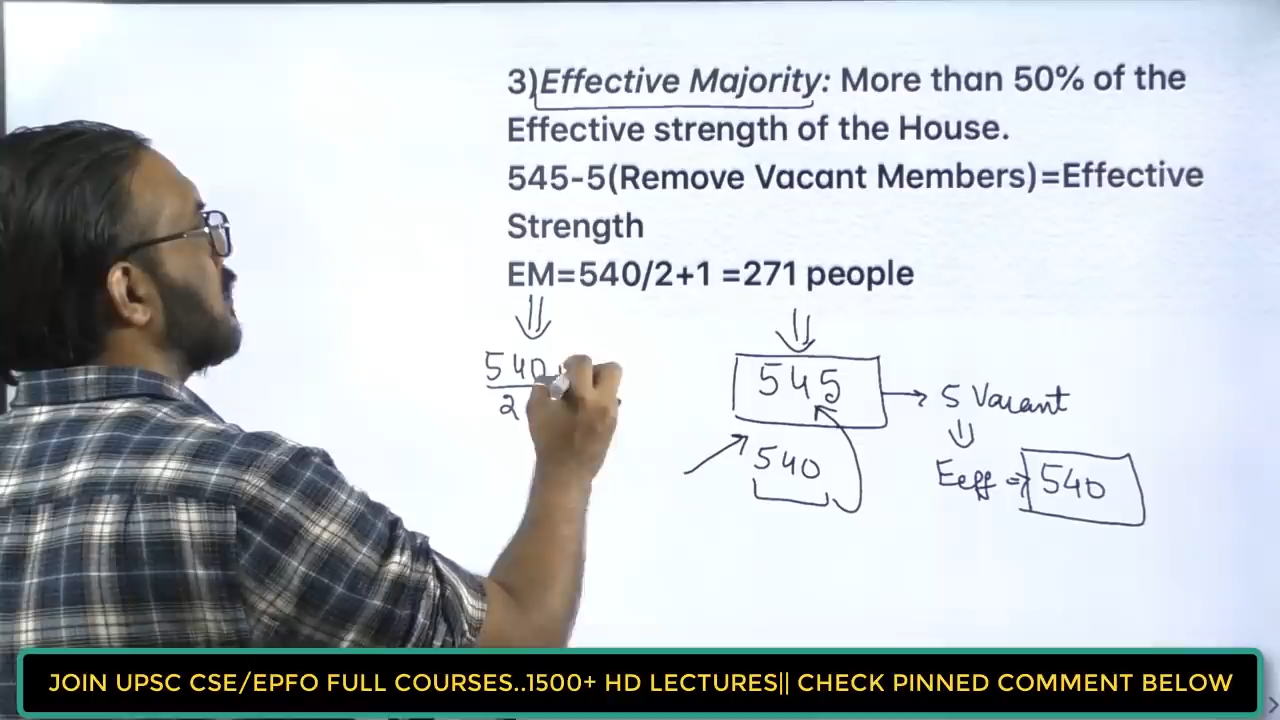 3)Effective Majority: More than 50% of the
Effective strength of the House.
545-5(Remove Vacant Members)=Effective
Strength
EM=540/2+1 =271 people
540
2
545
5 Vacant
540
Eeff ⇒ 540
JOIN UPSC CSE/EPFO FULL COURSES..1500+ HD LECTURES|| CHECK PINNED COMMENT BELOW